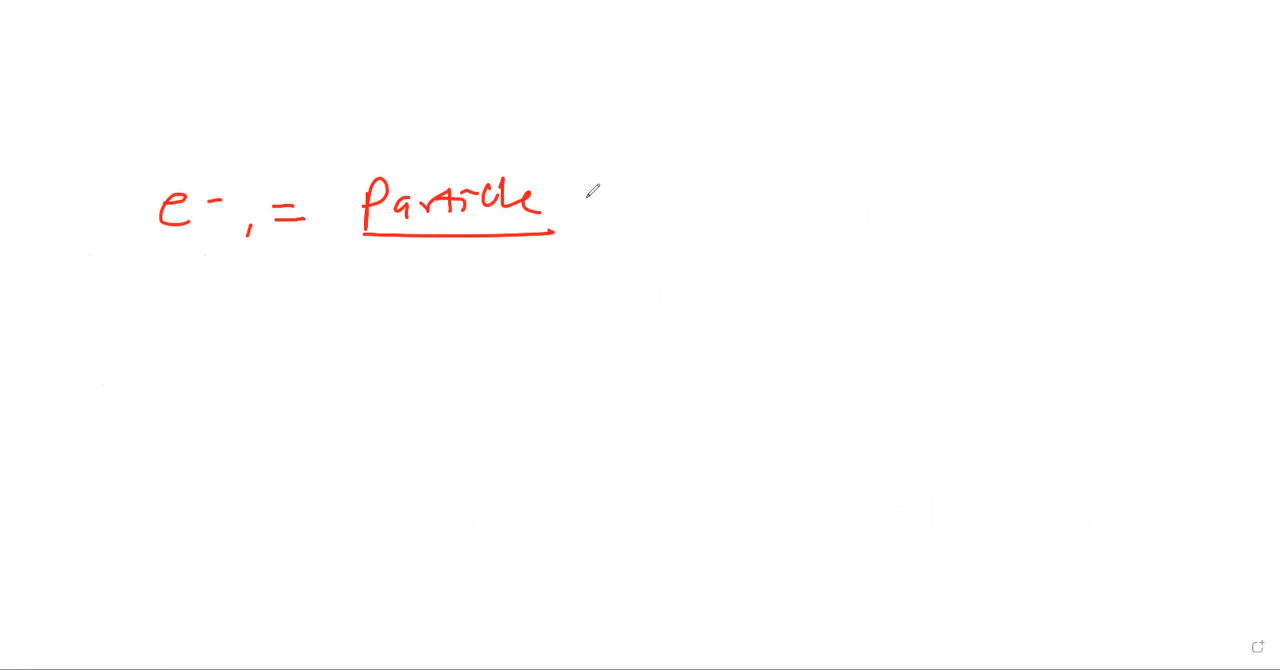 e⁻, = Particle